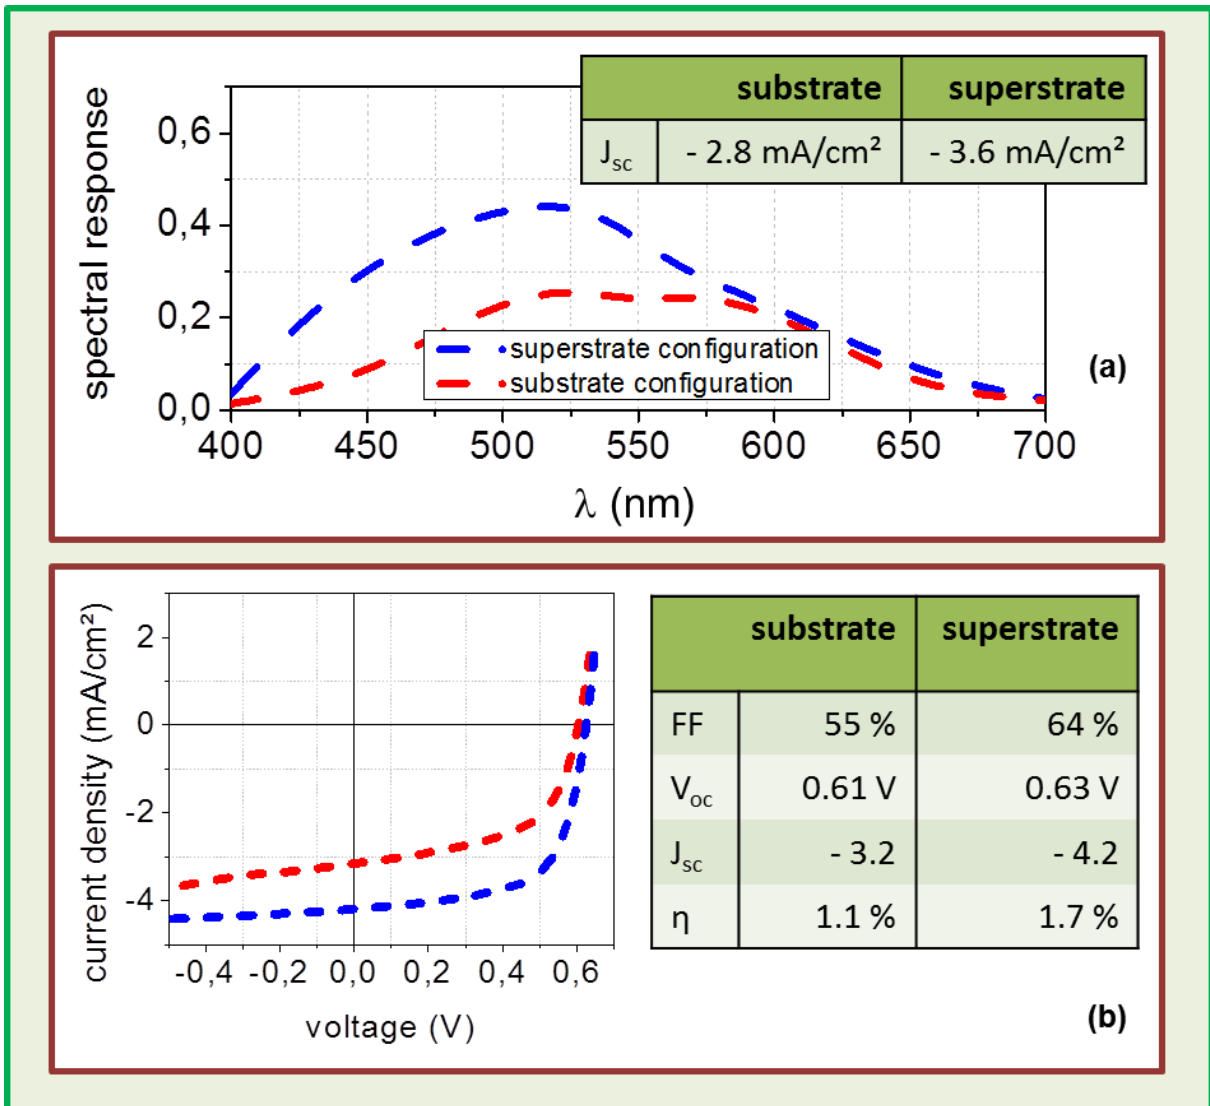 substrate superstrate
J_sc - 2.8 mA/cm² - 3.6 mA/cm²
spectral response
0,6
0,4
0,2
0,0
superstrate configuration
substrate configuration
(a)
400 450 500 550 600 650 700
λ (nm)
current density (mA/cm²)
2
0
-2
-4
-0,4 -0,2 0,0 0,2 0,4 0,6
voltage (V)
substrate superstrate
FF 55 % 64 %
V_oc 0.61 V 0.63 V
J_sc - 3.2 - 4.2
η 1.1 % 1.7 %
(b)